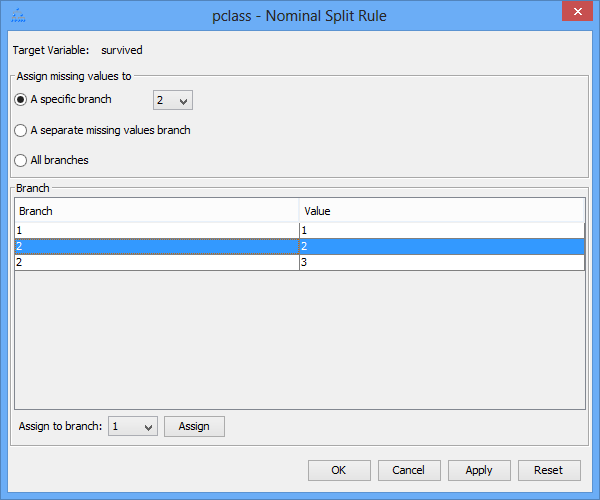 pclass - Nominal Split Rule
Target Variable: survived
Assign missing values to
A specific branch 2
A separate missing values branch
All branches
Branch
Branch Value
1 1
2 2
2 3
Assign to branch: 1 Assign
OK Cancel Apply Reset